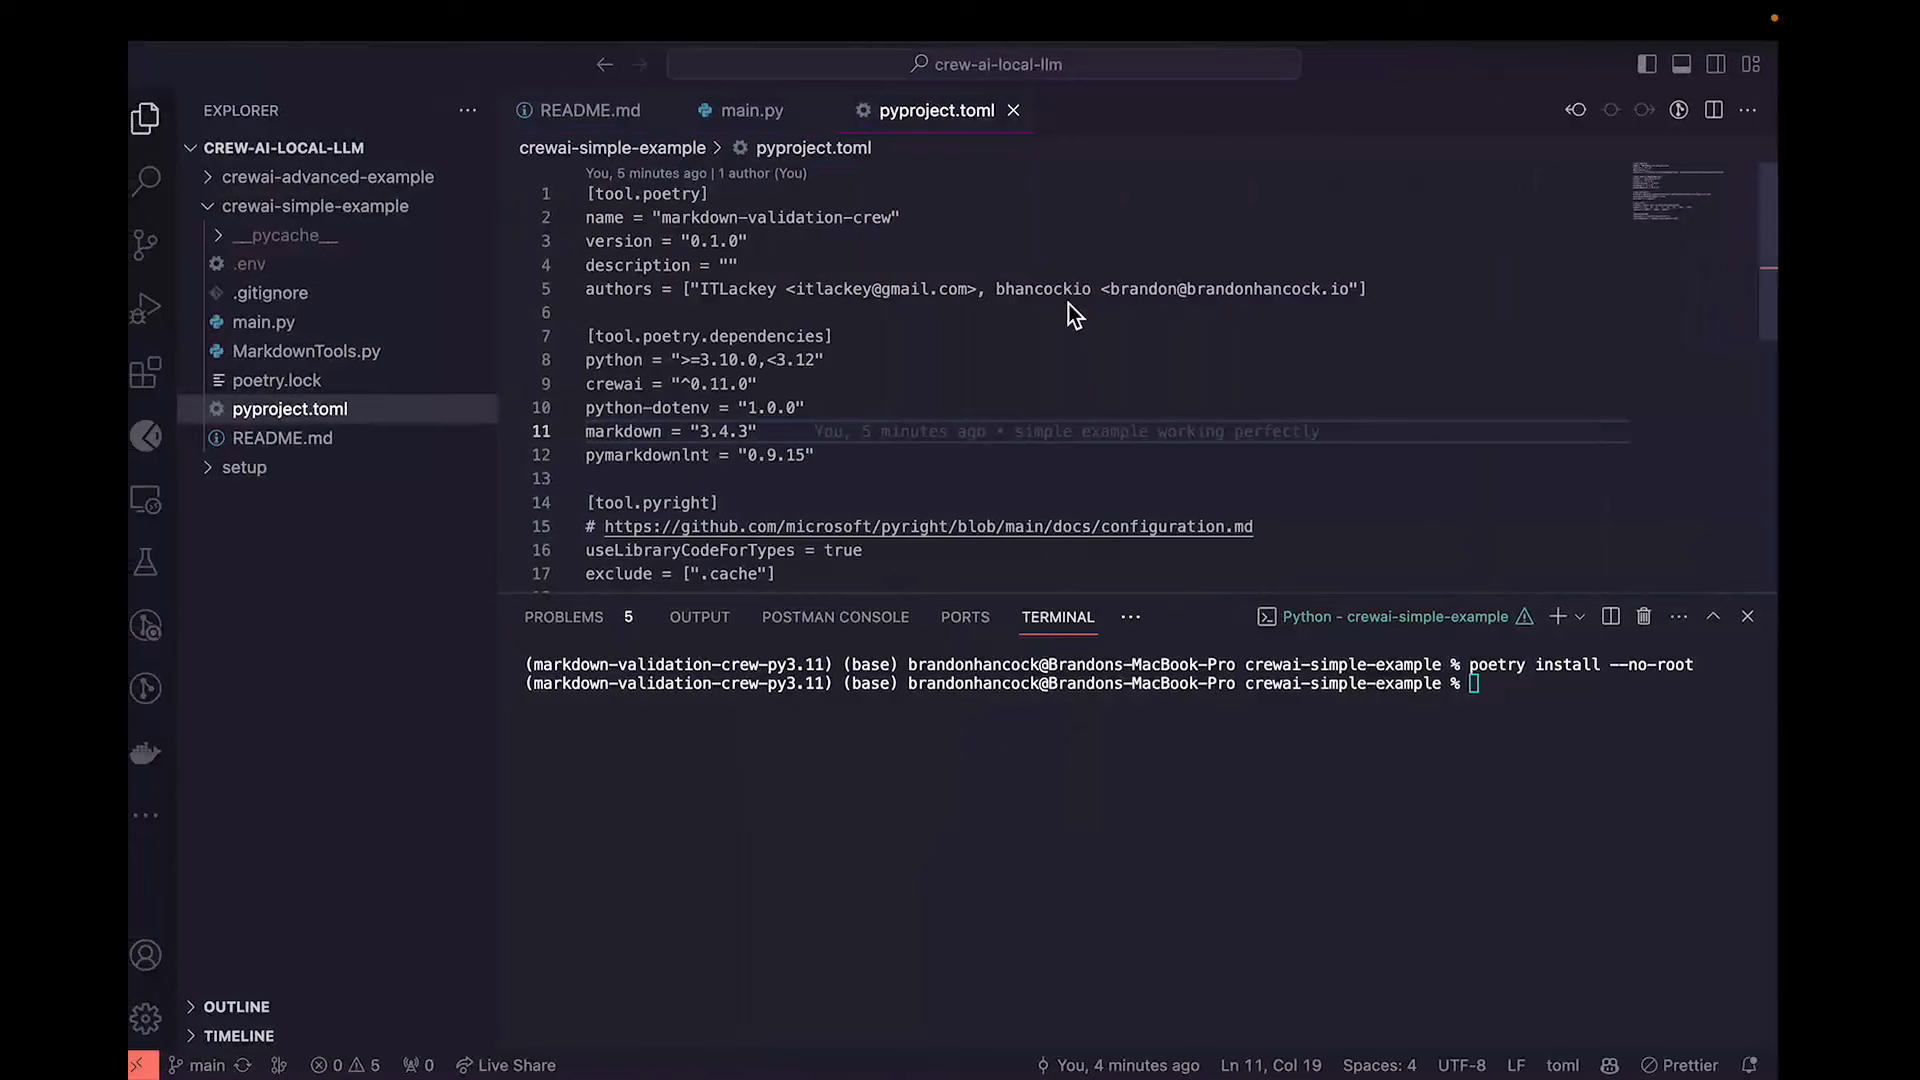 crew-ai-local-llm
EXPLORER
README.md
main.py
pyproject.toml
CREW-AI-LOCAL-LLM
crewai-advanced-example
crewai-simple-example
__pycache__
.env
.gitignore
main.py
MarkdownTools.py
poetry.lock
pyproject.toml
README.md
setup
crewai-simple-example > pyproject.toml
You, 5 minutes ago | 1 author (You)
1 [tool.poetry]
2 name = "markdown-validation-crew"
3 version = "0.1.0"
4 description = ""
5 authors = ["ITLackey <itlackey@gmail.com>, bhancockio <brandon@brandonhancock.io"]
6
7 [tool.poetry.dependencies]
8 python = ">=3.10.0,<3.12"
9 crewai = "^0.11.0"
10 python-dotenv = "1.0.0"
11 markdown = "3.4.3" You, 5 minutes ago • simple example working perfectly
12 pymarkdownlnt = "0.9.15"
13
14 [tool.pyright]
15 # https://github.com/microsoft/pyright/blob/main/docs/configuration.md
16 useLibraryCodeForTypes = true
17 exclude = [".cache"]
PROBLEMS 5 OUTPUT POSTMAN CONSOLE PORTS TERMINAL Python - crewai-simple-example
(markdown-validation-crew-py3.11) (base) brandonhancock@Brandons-MacBook-Pro crewai-simple-example % poetry install --no-root
(markdown-validation-crew-py3.11) (base) brandonhancock@Brandons-MacBook-Pro crewai-simple-example %
OUTLINE
TIMELINE
main 0 5 0 Live Share You, 4 minutes ago Ln 11, Col 19 Spaces: 4 UTF-8 LF toml Prettier